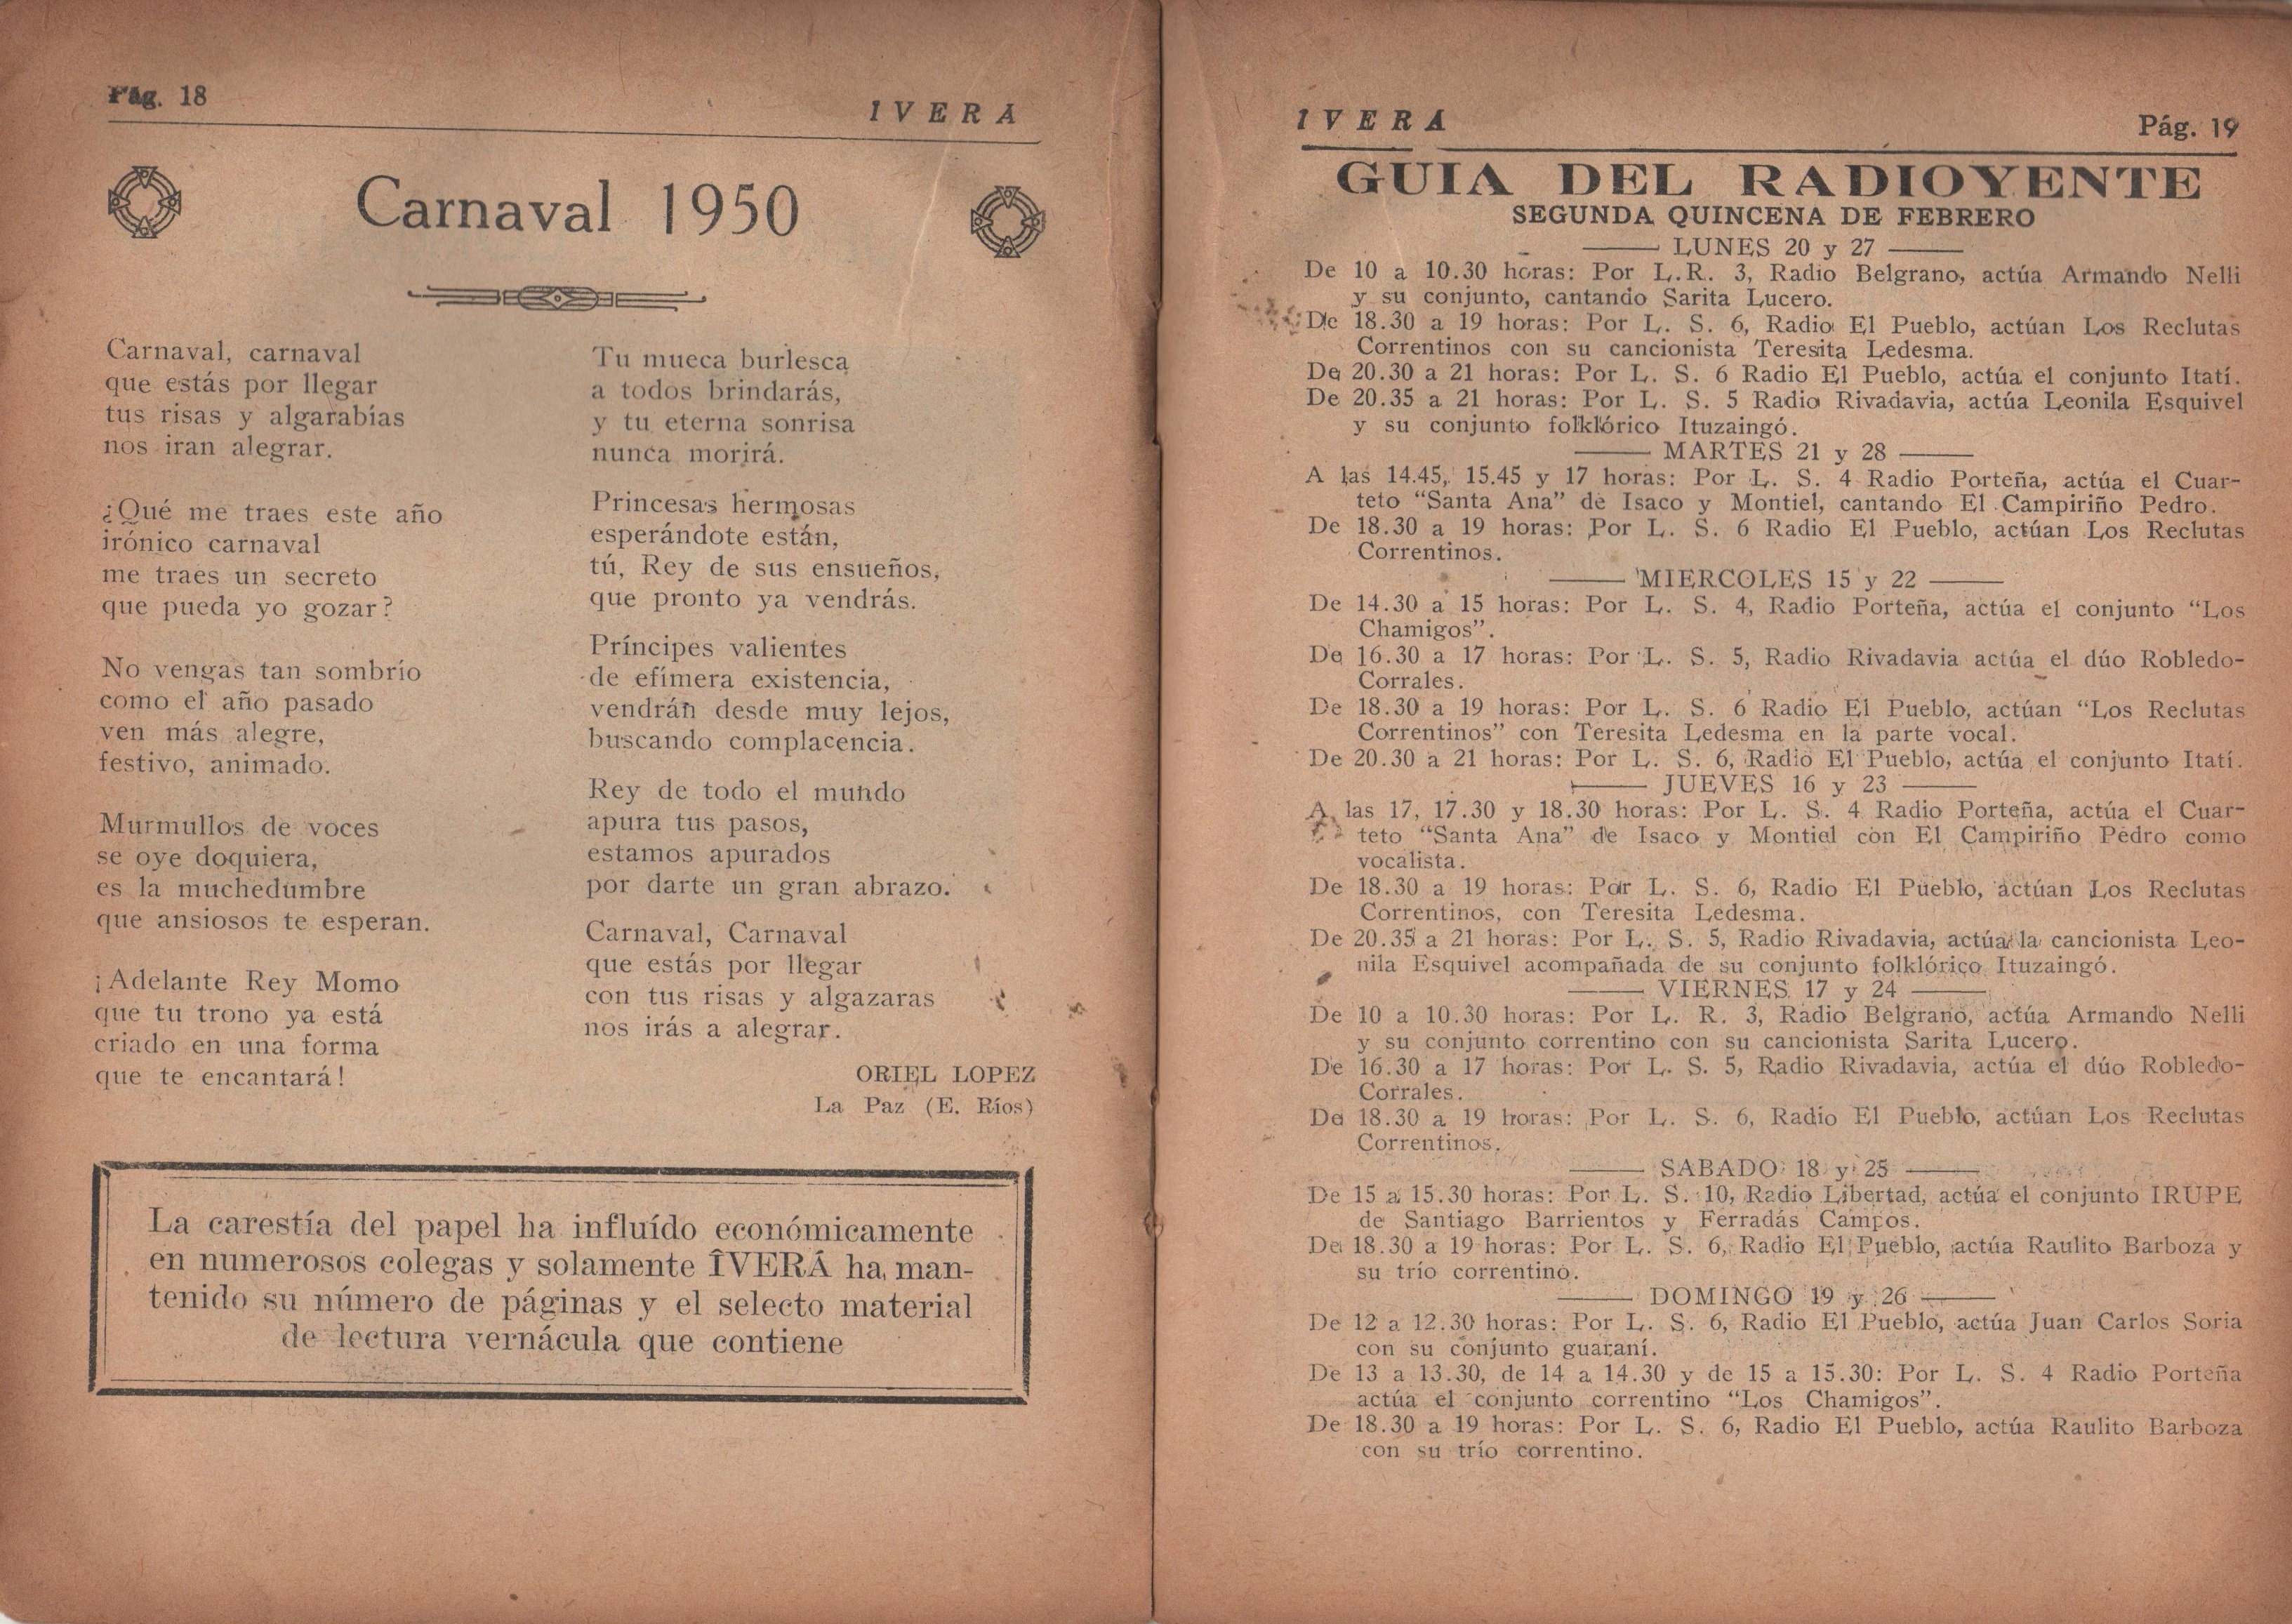 Pág. 18
IVERA
Carnaval 1950
Carnaval, carnaval
que estás por llegar
tus risas y algarabías
nos iran alegrar.
¿Qué me traes este año
irónico carnaval
me traes un secreto
que pueda yo gozar?
No vengas tan sombrío
como el año pasado
ven más alegre,
festivo, animado.
Murmullos de voces
se oye doquiera,
es la muchedumbre
que ansiosos te esperan.
¡Adelante Rey Momo
que tu trono ya está
criado en una forma
que te encantará!
Tu mueca burlesca
a todos brindarás,
y tu eterna sonrisa
nunca morirá.
Princesas hermosas
esperándote están,
tú, Rey de sus ensueños,
que pronto ya vendrás.
Príncipes valientes
de efímera existencia,
vendrán desde muy lejos,
buscando complacencia.
Rey de todo el mundo
apura tus pasos,
estamos apurados
por darte un gran abrazo.
Carnaval, Carnaval
que estás por llegar
con tus risas y algazaras
nos irás a alegrar.
ORIEL LOPEZ
La Paz (E. Ríos)
La carestía del papel ha influído económicamente
en numerosos colegas y solamente ÎVERÁ ha man-
tenido su número de páginas y el selecto material
de lectura vernácula que contiene
IVERA
Pág. 19
GUIA DEL RADIOYENTE
SEGUNDA QUINCENA DE FEBRERO
LUNES 20 y 27
De 10 a 10.30 horas: Por L.R. 3, Radio Belgrano, actúa Armando Nelli
y su conjunto, cantando Sarita Lucero.
De 18.30 a 19 horas: Por L. S. 6, Radio El Pueblo, actúan Los Reclutas
Correntinos con su cancionista Teresita Ledesma.
De 20.30 a 21 horas: Por L. S. 6 Radio El Pueblo, actúa el conjunto Itatí.
De 20.35 a 21 horas: Por L. S. 5 Radio Rivadavia, actúa Leonila Esquivel
y su conjunto folklórico Ituzaingó.
MARTES 21 y 28
A las 14.45, 15.45 y 17 horas: Por L. S. 4 Radio Porteña, actúa el Cuar-
teto "Santa Ana" de Isaco y Montiel, cantando El Campiriño Pedro.
De 18.30 a 19 horas: Por L. S. 6 Radio El Pueblo, actúan Los Reclutas
Correntinos.
MIERCOLES 15 y 22
De 14.30 a 15 horas: Por L. S. 4, Radio Porteña, actúa el conjunto "Los
Chamigos".
De 16.30 a 17 horas: Por L. S. 5, Radio Rivadavia actúa el dúo Robledo-
Corrales.
De 18.30 a 19 horas: Por L. S. 6 Radio El Pueblo, actúan "Los Reclutas
Correntinos" con Teresita Ledesma en la parte vocal.
De 20.30 a 21 horas: Por L. S. 6, Radio El Pueblo, actúa el conjunto Itatí.
JUEVES 16 y 23
A las 17, 17.30 y 18.30 horas: Por L. S. 4 Radio Porteña, actúa el Cuar-
teto "Santa Ana" de Isaco y Montiel con El Campiriño Pedro como
vocalista.
De 18.30 a 19 horas: Por L. S. 6, Radio El Pueblo, actúan Los Reclutas
Correntinos, con Teresita Ledesma.
De 20.35 a 21 horas: Por L. S. 5, Radio Rivadavia, actúa la cancionista Leo-
nila Esquivel acompañada de su conjunto folklórico Ituzaingó.
VIERNES 17 y 24
De 10 a 10.30 horas: Por L. R. 3, Radio Belgrano, actúa Armando Nelli
y su conjunto correntino con su cancionista Sarita Lucero.
De 16.30 a 17 horas: Por L. S. 5, Radio Rivadavia, actúa el dúo Robledo-
Corrales.
De 18.30 a 19 horas: Por L. S. 6, Radio El Pueblo, actúan Los Reclutas
Correntinos.
SABADO 18 y 25
De 15 a 15.30 horas: Por L. S. 10, Radio Libertad, actúa el conjunto IRUPE
de Santiago Barrientos y Ferradás Campos.
De 18.30 a 19 horas: Por L. S. 6, Radio El Pueblo, actúa Raulito Barboza y
su trío correntino.
DOMINGO 19 y 26
De 12 a 12.30 horas: Por L. S. 6, Radio El Pueblo, actúa Juan Carlos Soria
con su conjunto guaraní.
De 13 a 13.30, de 14 a 14.30 y de 15 a 15.30: Por L. S. 4 Radio Porteña
actúa el conjunto correntino "Los Chamigos".
De 18.30 a 19 horas: Por L. S. 6, Radio El Pueblo, actúa Raulito Barboza
con su trío correntino.